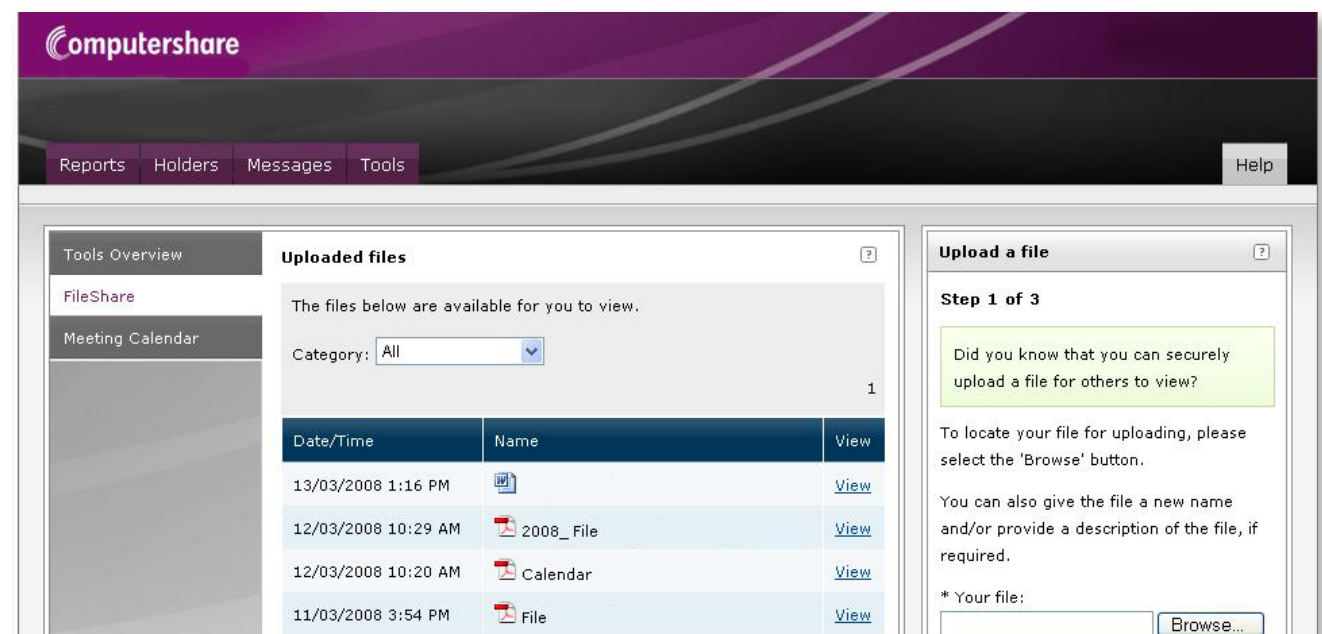 Computershare
Reports Holders Messages Tools Help
Tools Overview
FileShare
Meeting Calendar
Uploaded files ?
The files below are available for you to view.
Category: All
1
Date/Time Name View
13/03/2008 1:16 PM View
12/03/2008 10:29 AM 2008_ File View
12/03/2008 10:20 AM Calendar View
11/03/2008 3:54 PM File View
Upload a file ?
Step 1 of 3
Did you know that you can securely
upload a file for others to view?
To locate your file for uploading, please
select the 'Browse' button.
You can also give the file a new name
and/or provide a description of the file, if
required.
* Your file:
Browse...